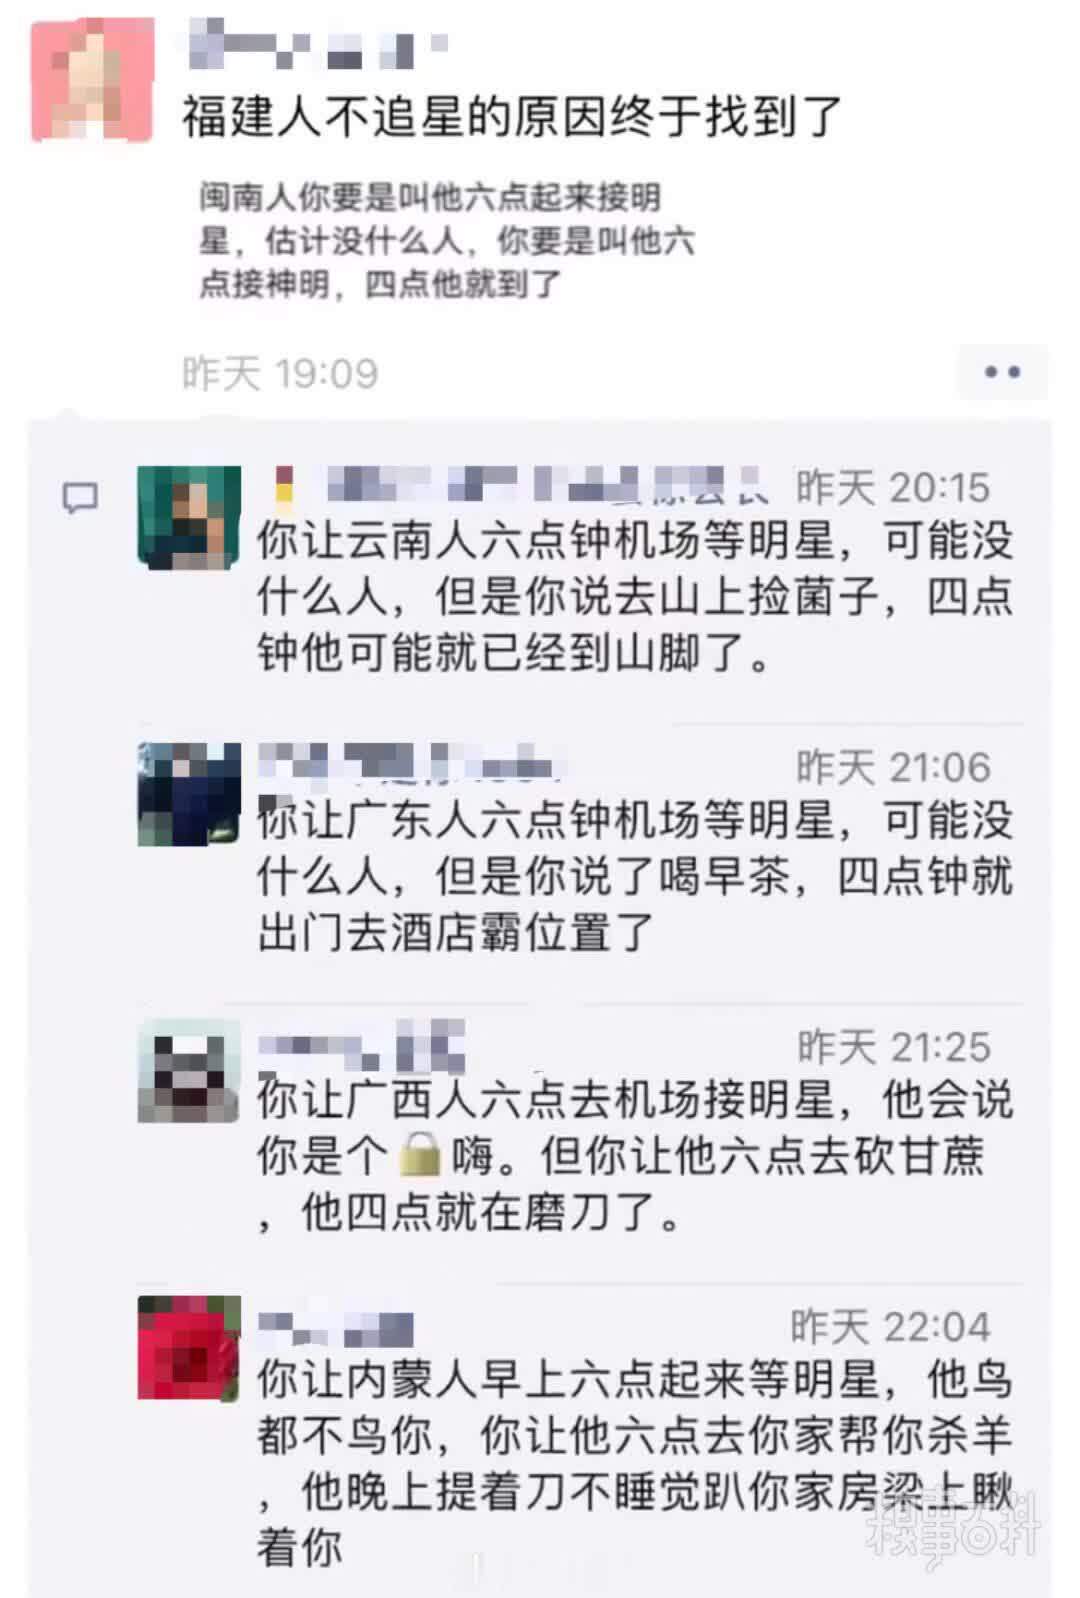 福建人不追星的原因终于找到了
闽南人你要是叫他六点起来接明
星，估计没什么人，你要是叫他六
点接神明，四点他就到了
昨天 19:09
昨天 20:15
你让云南人六点钟机场等明星，可能没
什么人，但是你说去山上捡菌子，四点
钟他可能就已经到山脚了。
昨天 21:06
你让广东人六点钟机场等明星，可能没
什么人，但是你说了喝早茶，四点钟就
出门去酒店霸位置了
昨天 21:25
你让广西人六点去机场接明星，他会说
你是个🔒嗨。但你让他六点去砍甘蔗
，他四点就在磨刀了。
昨天 22:04
你让内蒙人早上六点起来等明星，他鸟
都不鸟你，你让他六点去你家帮你杀羊
，他晚上提着刀不睡觉趴你家房梁上瞅
着你
糗事百科